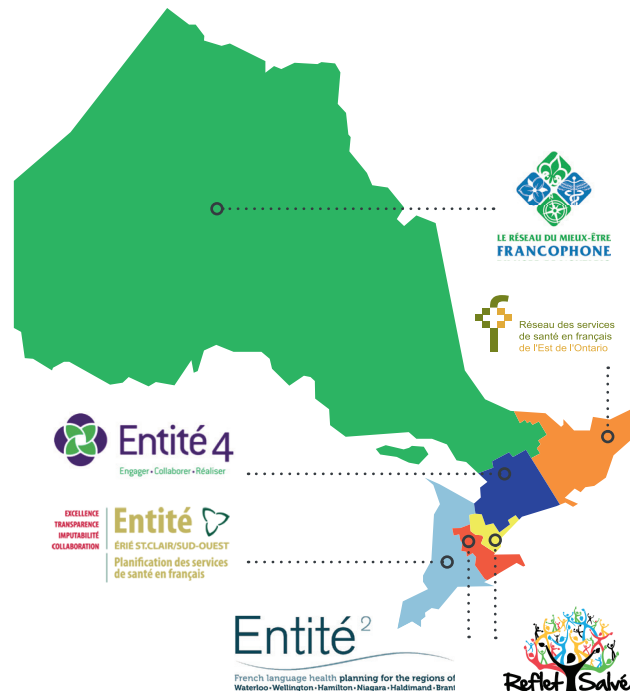 LE RÉSEAU DU MIEUX-ÊTRE
FRANCOPHONE
Réseau des services
de santé en français
de l'Est de l'Ontario
Entité 4
Engager • Collaborer • Réaliser
EXCELLENCE
TRANSPARENCE
IMPUTABILITÉ
COLLABORATION
Entité
ÉRIÉ ST.CLAIR/SUD-OUEST
Planification des services
de santé en français
Entité 2
French language health planning for the regions of
Waterloo • Wellington • Hamilton • Niagara • Haldimand • Brant
Reflet Salvéo